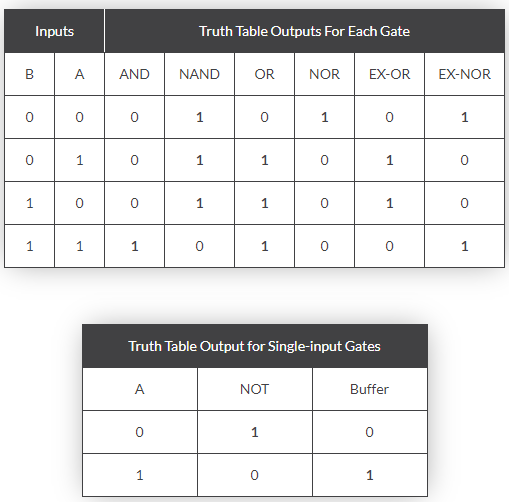 Inputs Truth Table Outputs For Each Gate
B A AND NAND OR NOR EX-OR EX-NOR
0 0 0 1 0 1 0 1
0 1 0 1 1 0 1 0
1 0 0 1 1 0 1 0
1 1 1 0 1 0 0 1
Truth Table Output for Single-input Gates
A NOT Buffer
0 1 0
1 0 1